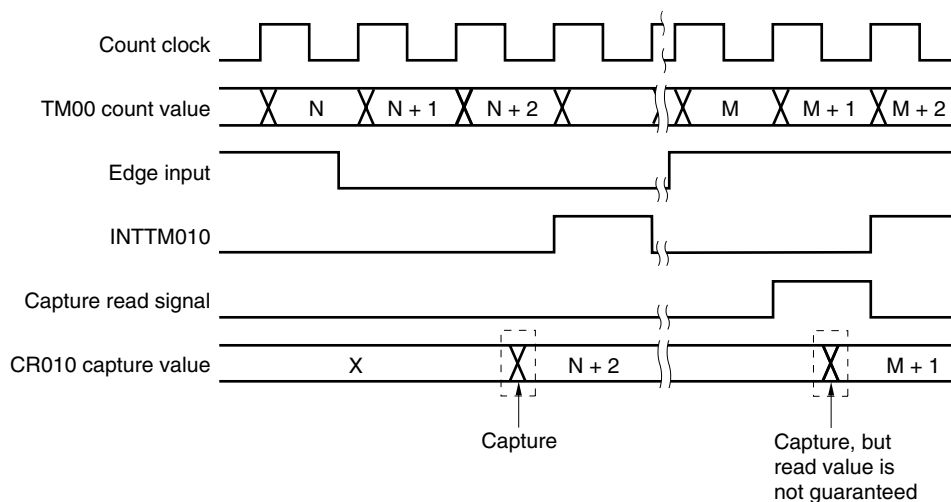 Count clock
TM00 count value
N
N + 1
N + 2
M
M + 1
M + 2
Edge input
INTTM010
Capture read signal
CR010 capture value
X
N + 2
M + 1
Capture
Capture, but
read value is
not guaranteed